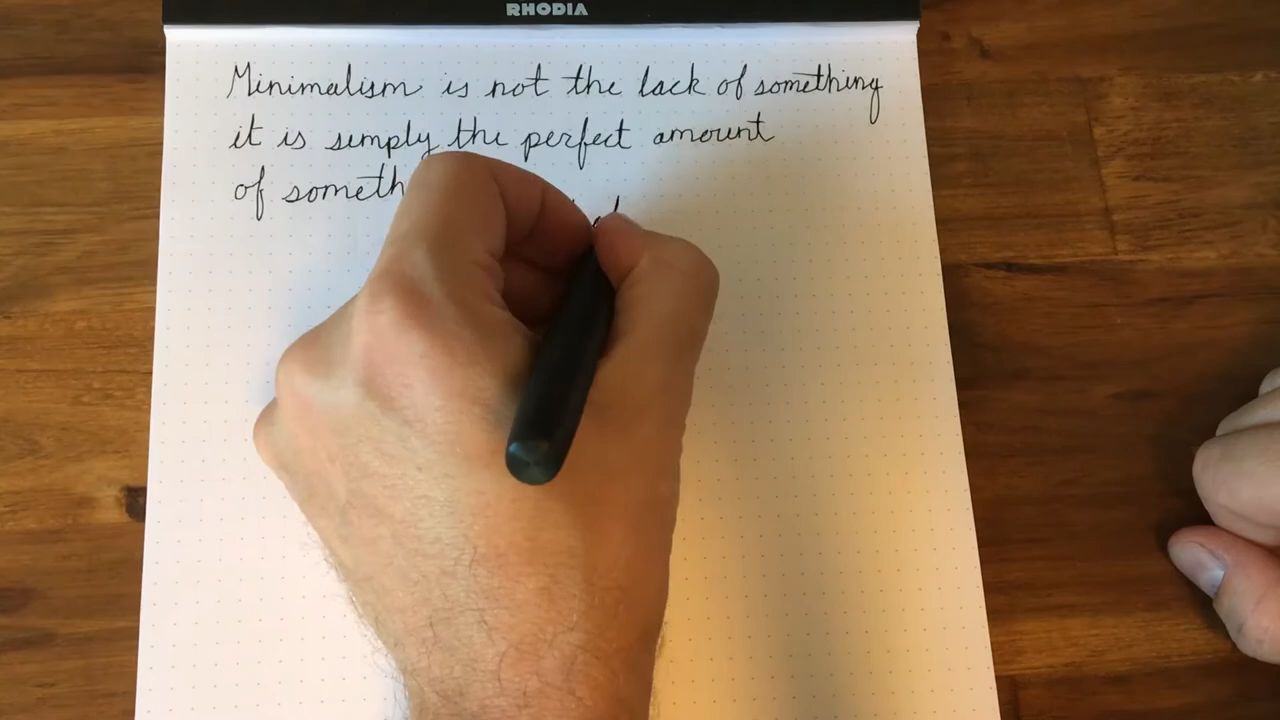 RHODIA
Minimalism is not the lack of something
it is simply the perfect amount
of someth